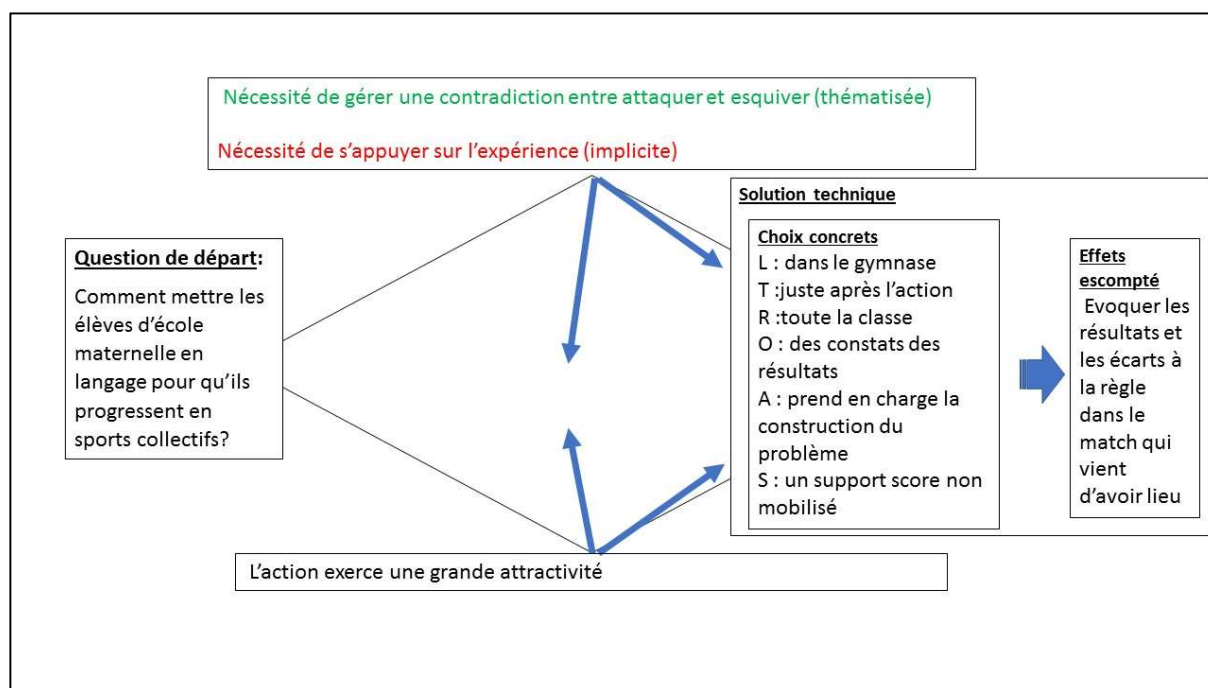 Nécessité de gérer une contradiction entre attaquer et esquiver (thématisée)
Nécessité de s’appuyer sur l’expérience (implicite)
Question de départ:
Comment mettre les
élèves d’école
maternelle en
langage pour qu’ils
progressent en
sports collectifs?
Solution technique
Choix concrets
L : dans le gymnase
T :juste après l’action
R :toute la classe
O : des constats des
résultats
A : prend en charge la
construction du
problème
S : un support score non
mobilisé
Effets
escompté
Evoquer les
résultats et
les écarts à
la règle
dans le
match qui
vient
d’avoir lieu
L’action exerce une grande attractivité